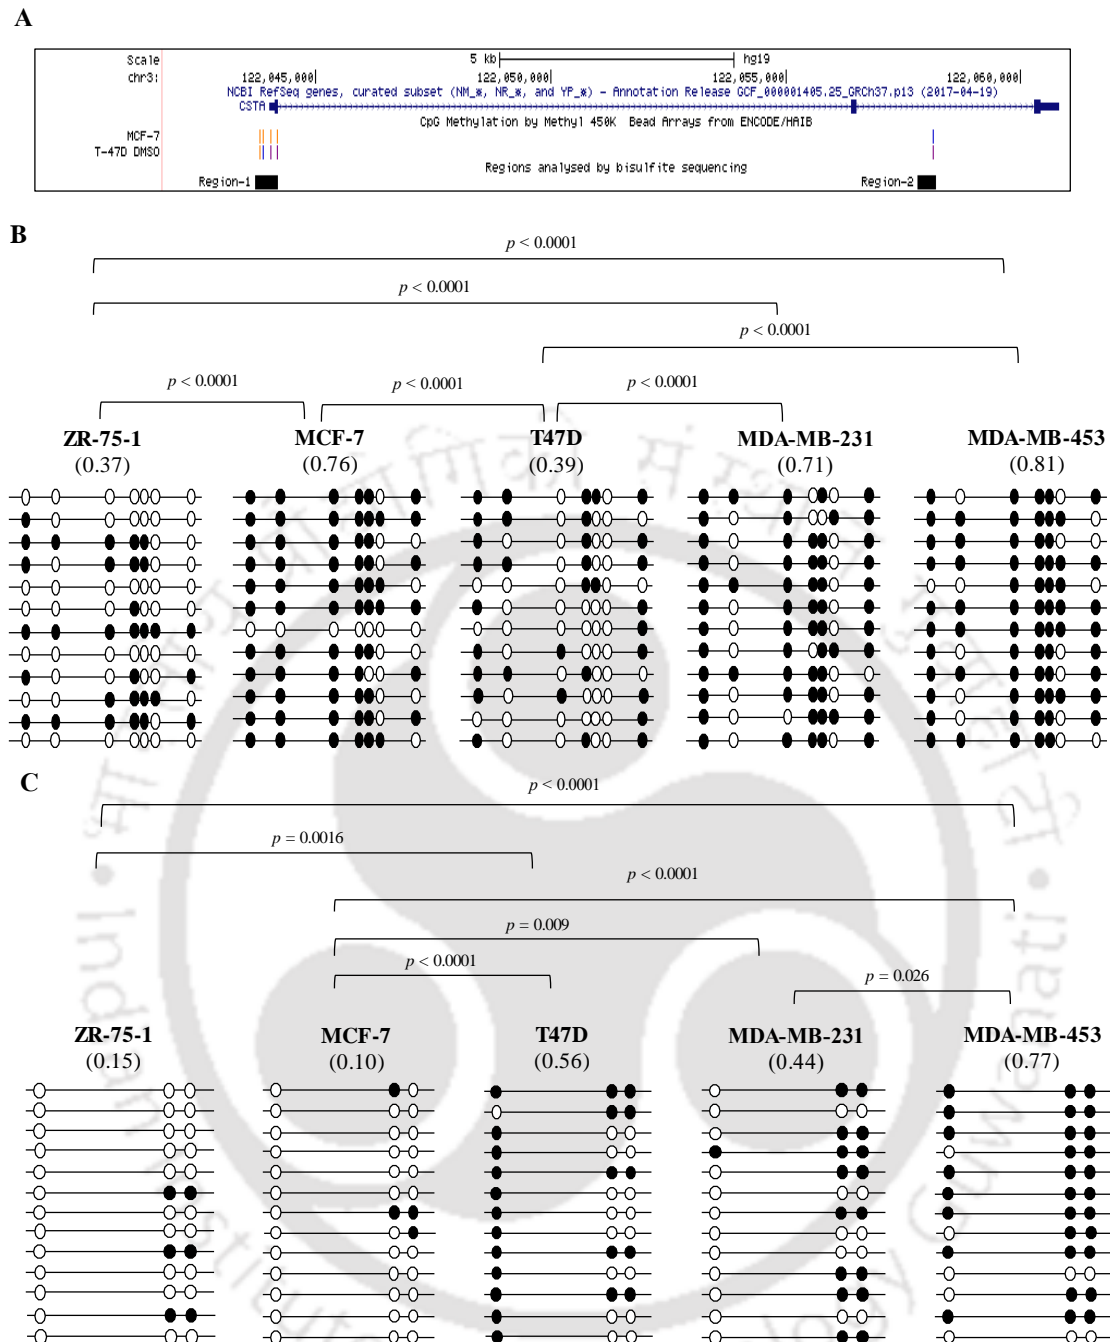 A
Scale 5 kb hg19
chr3: 122,045,000 122,050,000 122,055,000 122,060,000
NCBI RefSeq genes, curated subset (NM_*, NR_*, and YP_*) - Annotation Release GCF_000001405.25_GRCh37.p13 (2017-04-19)
CSTA
CpG Methylation by Methyl 450K Bead Arrays from ENCODE/HAIB
MCF-7
T-47D DMSO
Regions analysed by bisulfite sequencing
Region-1 Region-2
B
p < 0.0001
p < 0.0001
p < 0.0001
p < 0.0001 p < 0.0001 p < 0.0001
ZR-75-1 MCF-7 T47D MDA-MB-231 MDA-MB-453
(0.37) (0.76) (0.39) (0.71) (0.81)
C
p < 0.0001
p = 0.0016
p < 0.0001
p = 0.009
p < 0.0001 p = 0.026
ZR-75-1 MCF-7 T47D MDA-MB-231 MDA-MB-453
(0.15) (0.10) (0.56) (0.44) (0.77)